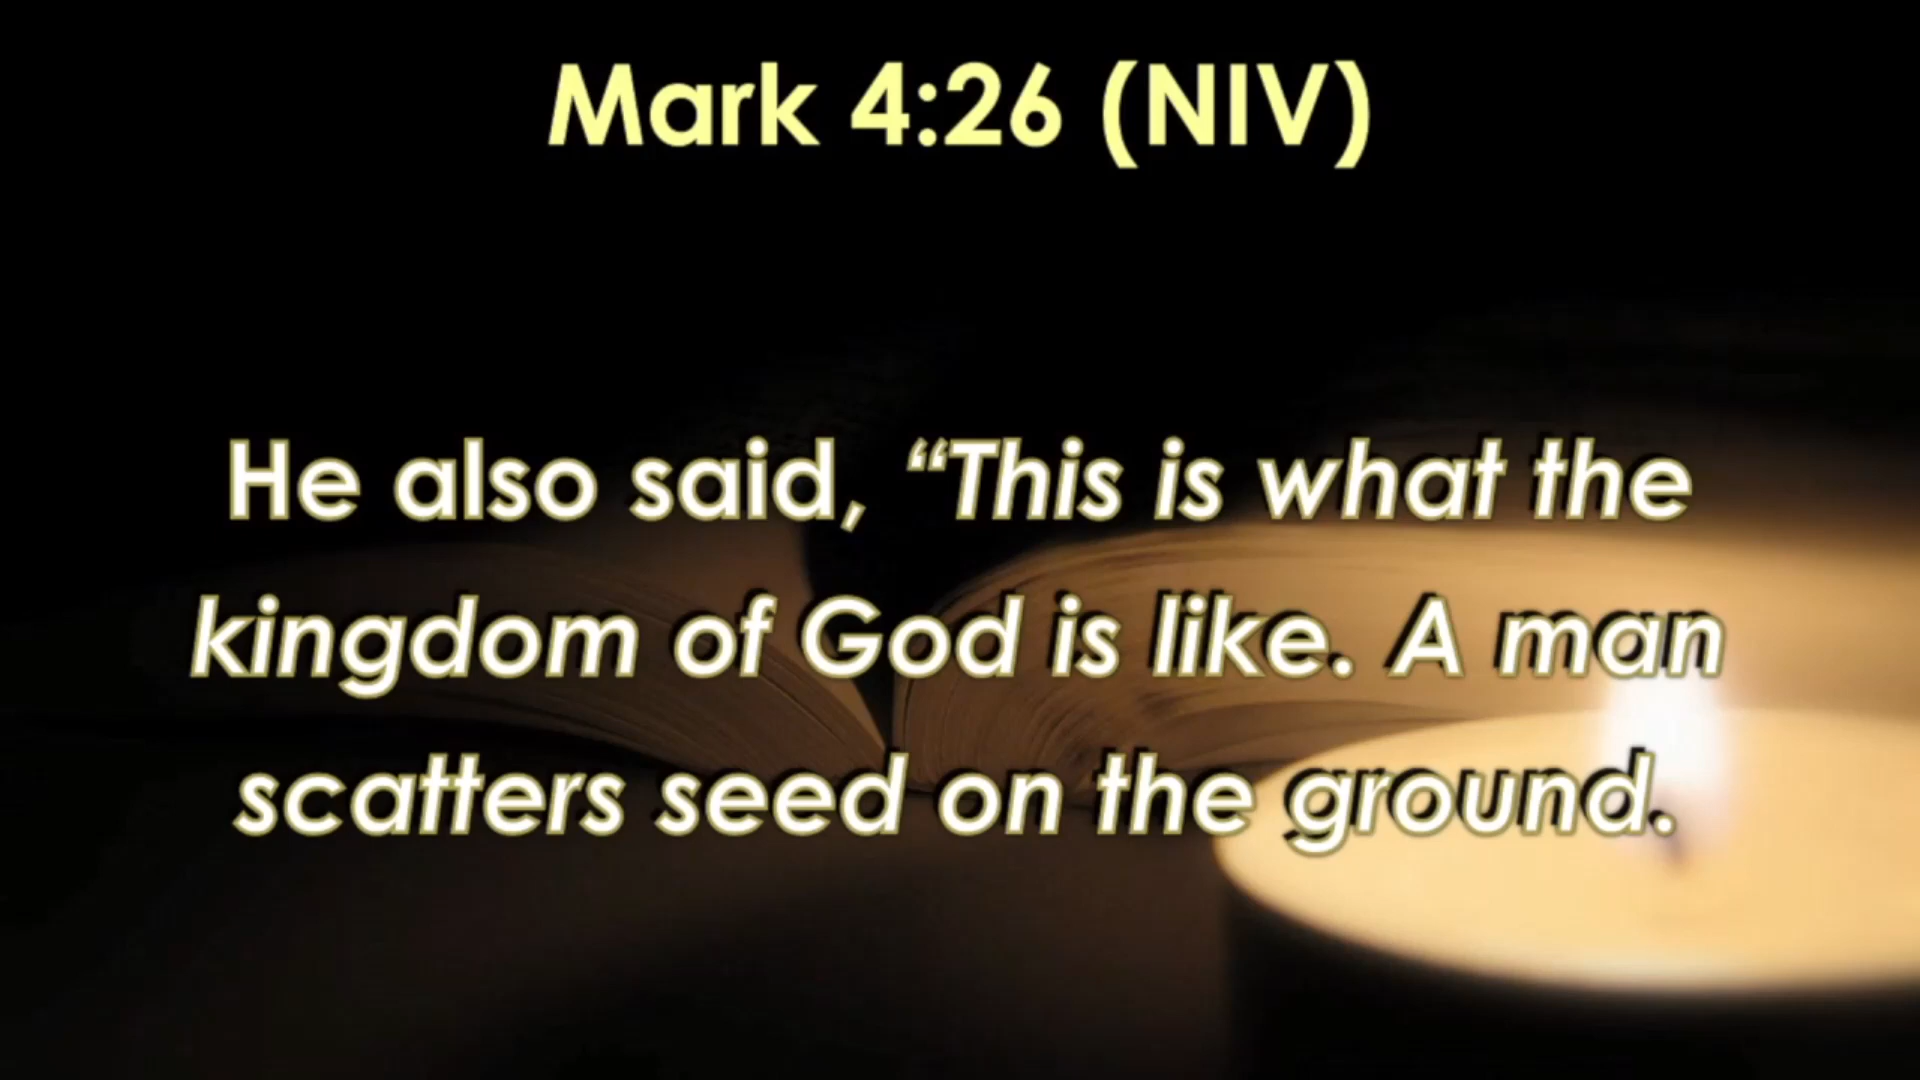 Mark 4:26 (NIV)
He also said, “This is what the
kingdom of God is like. A man
scatters seed on the ground.